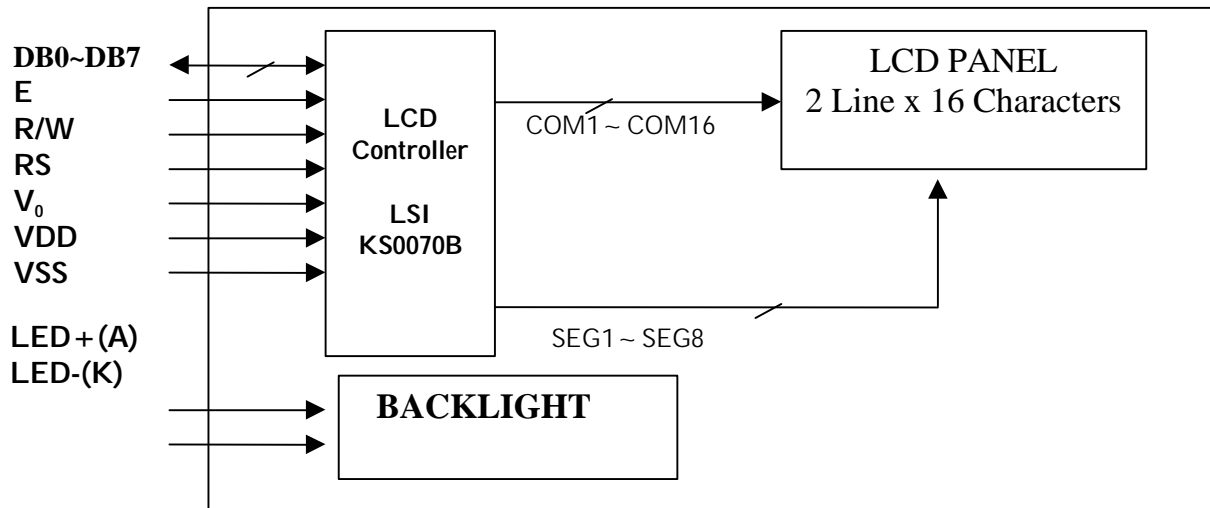 DB0~DB7
E
R/W
RS
V₀
VDD
VSS
LED+(A)
LED-(K)
LCD
Controller
LSI
KS0070B
COM1 ~ COM16
SEG1 ~ SEG8
LCD PANEL
2 Line x 16 Characters
BACKLIGHT